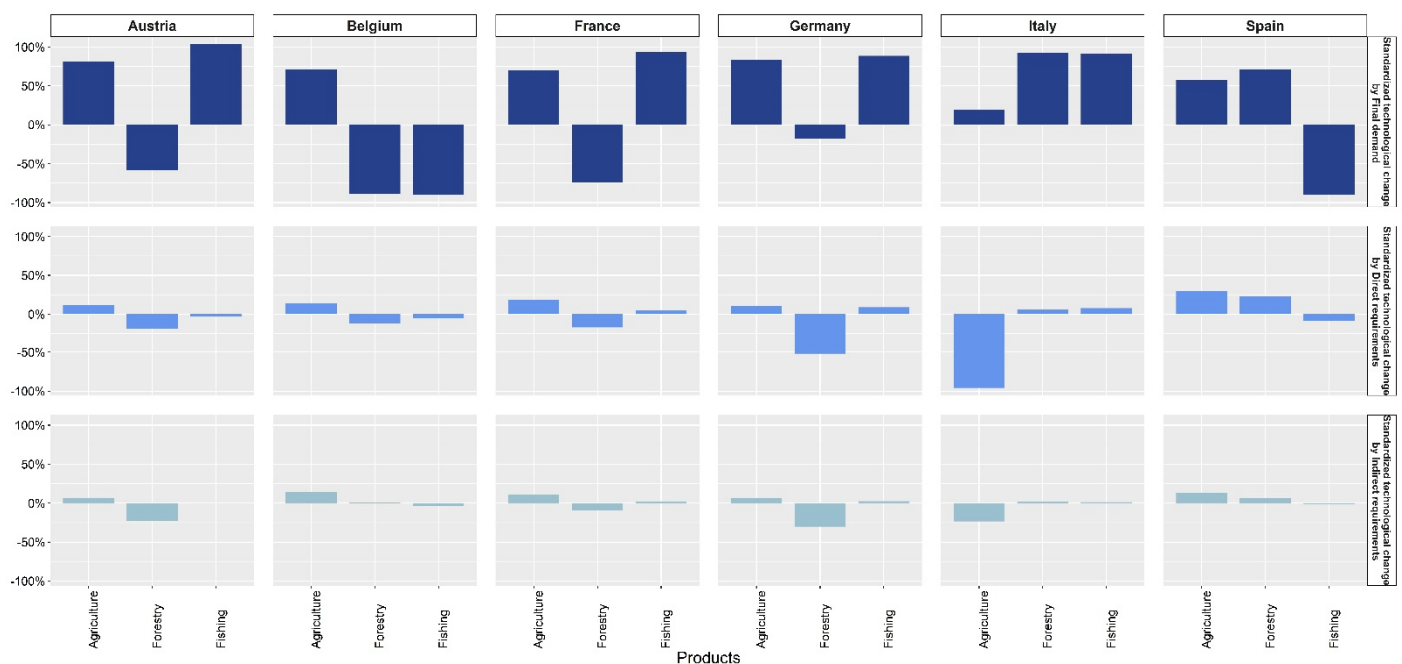 Austria
Belgium
France
Germany
Italy
Spain
100%
50%
0%
-50%
-100%
Standardized technological change
by Final demand
100%
50%
0%
-50%
-100%
Standardized technological change
by Direct requirements
100%
50%
0%
-50%
-100%
Standardized technological change
by Indirect requirements
Agriculture
Forestry
Fishing
Agriculture
Forestry
Fishing
Agriculture
Forestry
Fishing
Agriculture
Forestry
Fishing
Agriculture
Forestry
Fishing
Agriculture
Forestry
Fishing
Products